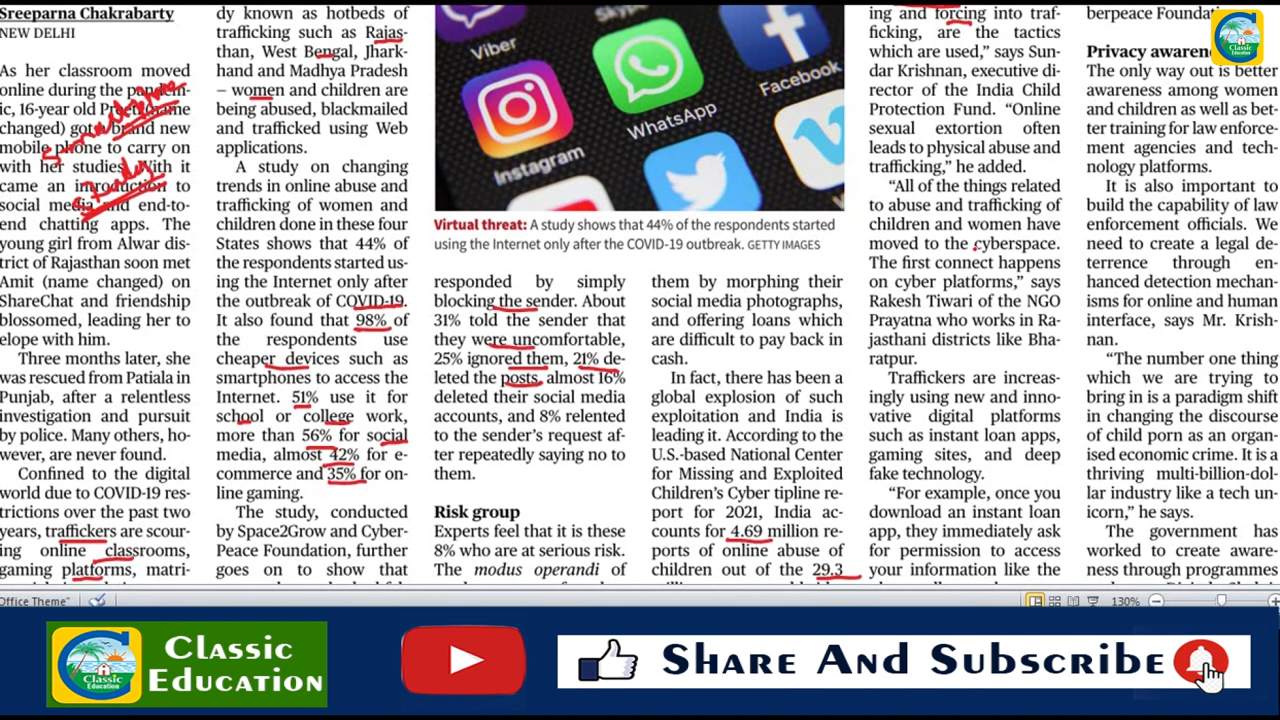 Sreeparna Chakrabarty
NEW DELHI
As her classroom moved
online during the pandem-
ic, 16-year old Preeti (name
changed) got a brand new
mobile phone to carry on
with her studies. With it
came an introduction to
social media and end-to-
end chatting apps. The
young girl from Alwar dis-
trict of Rajasthan soon met
Amit (name changed) on
ShareChat and friendship
blossomed, leading her to
elope with him.
Three months later, she
was rescued from Patiala in
Punjab, after a relentless
investigation and pursuit
by police. Many others, ho-
wever, are never found.
Confined to the digital
world due to COVID-19 res-
trictions over the past two
years, traffickers are scour-
ing online classrooms,
gaming platforms, matri-
Study
dy known as hotbeds of
trafficking such as Rajas-
than, West Bengal, Jhark-
hand and Madhya Pradesh
– women and children are
being abused, blackmailed
and trafficked using Web
applications.
A study on changing
trends in online abuse and
trafficking of women and
children done in these four
States shows that 44% of
the respondents started us-
ing the Internet only after
the outbreak of COVID-19.
It also found that 98% of
the respondents use
cheaper devices such as
smartphones to access the
Internet. 51% use it for
school or college work,
more than 56% for social
media, almost 42% for e-
commerce and 35% for on-
line gaming.
The study, conducted
by Space2Grow and Cyber-
Peace Foundation, further
goes on to show that
Skype
Viber
Facebook
WhatsApp
Instagram
Virtual threat: A study shows that 44% of the respondents started
using the Internet only after the COVID-19 outbreak. GETTY IMAGES
responded by simply
blocking the sender. About
31% told the sender that
they were uncomfortable,
25% ignored them, 21% de-
leted the posts, almost 16%
deleted their social media
accounts, and 8% relented
to the sender's request af-
ter repeatedly saying no to
them.
Risk group
Experts feel that it is these
8% who are at serious risk.
The modus operandi of
them by morphing their
social media photographs,
and offering loans which
are difficult to pay back in
cash.
In fact, there has been a
global explosion of such
exploitation and India is
leading it. According to the
U.S.-based National Center
for Missing and Exploited
Children's Cyber tipline re-
port for 2021, India ac-
counts for 4.69 million re-
ports of online abuse of
children out of the 29.3
ing and forcing into traf-
ficking, are the tactics
which are used," says Sun-
dar Krishnan, executive di-
rector of the India Child
Protection Fund. "Online
sexual extortion often
leads to physical abuse and
trafficking," he added.
"All of the things related
to abuse and trafficking of
children and women have
moved to the cyberspace.
The first connect happens
on cyber platforms," says
Rakesh Tiwari of the NGO
Prayatna who works in Ra-
jasthani districts like Bha-
ratpur.
Traffickers are increas-
ingly using new and inno-
vative digital platforms
such as instant loan apps,
gaming sites, and deep
fake technology.
"For example, once you
download an instant loan
app, they immediately ask
for permission to access
your information like the
berpeace Foundation
Privacy awaren
The only way out is better
awareness among women
and children as well as bet-
ter training for law enforce-
ment agencies and tech-
nology platforms.
It is also important to
build the capability of law
enforcement officials. We
need to create a legal de-
terrence through en-
hanced detection mechan-
isms for online and human
interface, says Mr. Krish-
nan.
"The number one thing
which we are trying to
bring in is a paradigm shift
in changing the discourse
of child porn as an organ-
ised economic crime. It is a
thriving multi-billion-dol-
lar industry like a tech un-
icorn," he says.
The government has
worked to create aware-
ness through programmes
Classic
Education
Office Theme"
130%
Classic
Education
Classic
Education
Share And Subscribe